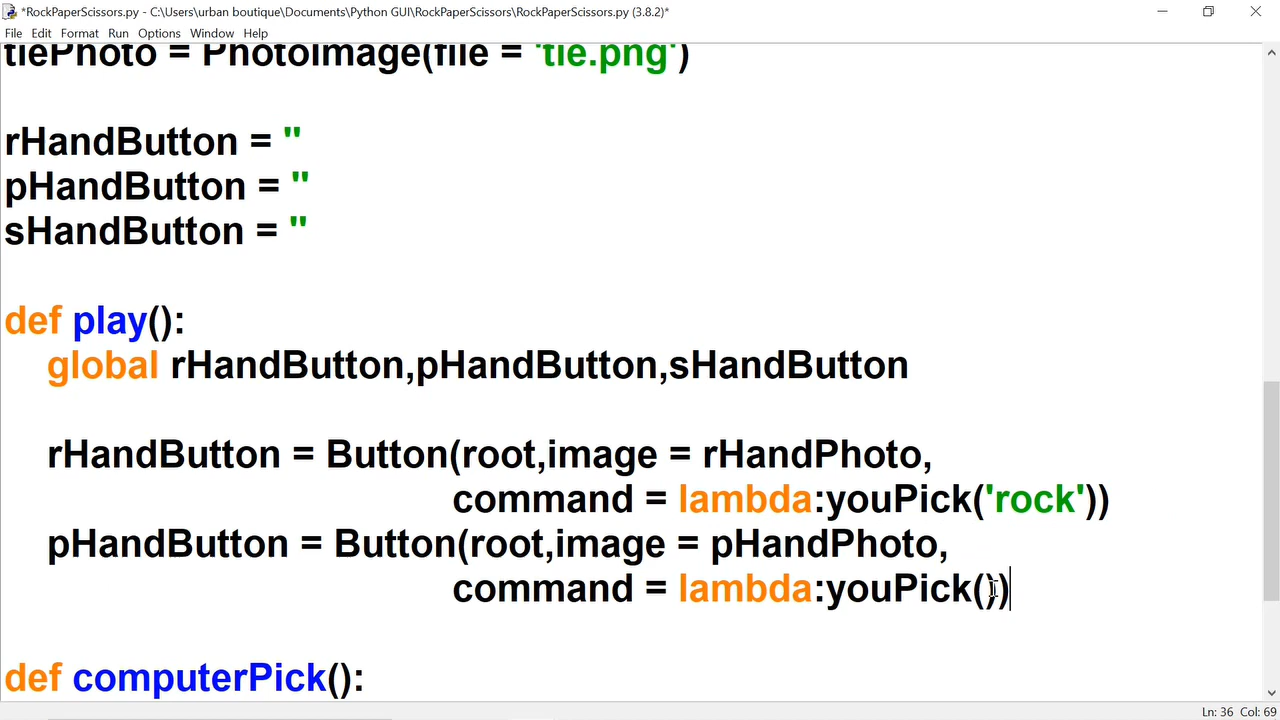 *RockPaperScissors.py - C:\Users\urban boutique\Documents\Python GUI\RockPaperScissors\RockPaperScissors.py (3.8.2)*
File Edit Format Run Options Window Help
tiePhoto = PhotoImage(file = 'tie.png')
rHandButton = ''
pHandButton = ''
sHandButton = ''
def play():
global rHandButton,pHandButton,sHandButton
rHandButton = Button(root,image = rHandPhoto,
command = lambda:youPick('rock'))
pHandButton = Button(root,image = pHandPhoto,
command = lambda:youPick())
def computerPick():
Ln: 36 Col: 69